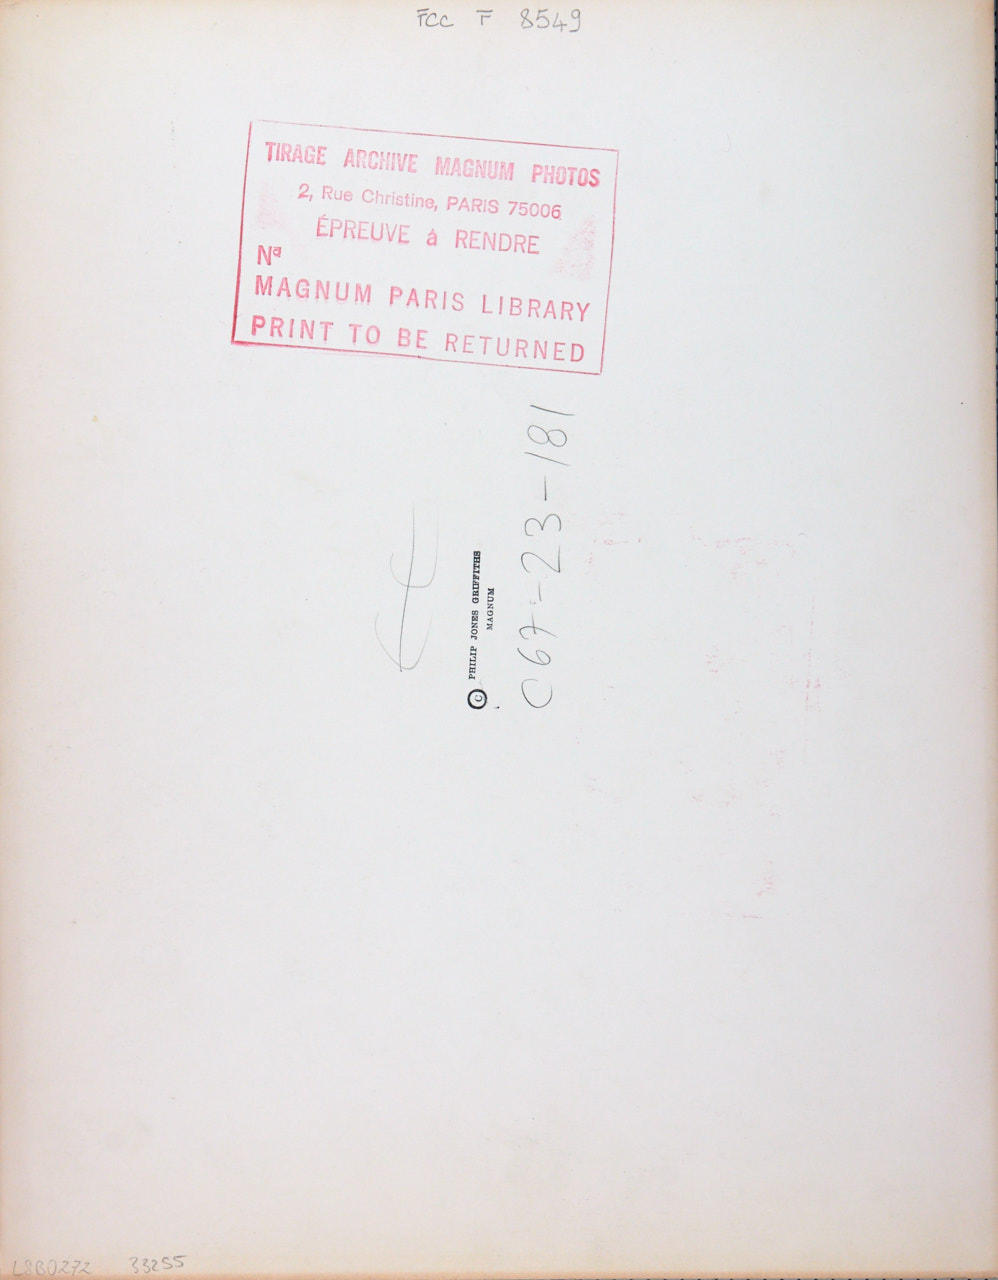 FCC F 8549
TIRAGE ARCHIVE MAGNUM PHOTOS
2, Rue Christine, PARIS 75006
ÉPREUVE à RENDRE
Nº
MAGNUM PARIS LIBRARY
PRINT TO BE RETURNED
© PHILIP JONES GRIFFITHS
MAGNUM
C67-23-181
LSB0272 33255